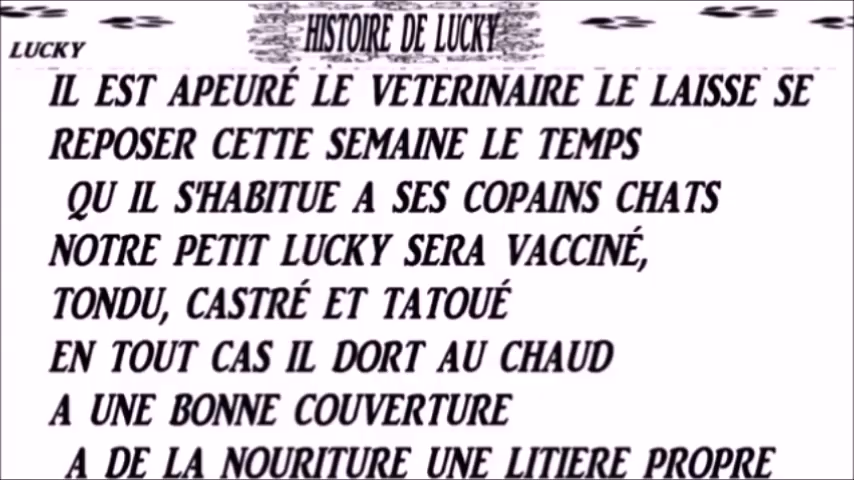 HISTOIRE DE LUCKY
LUCKY
IL EST APEURÉ LE VETERINAIRE LE LAISSE SE
REPOSER CETTE SEMAINE LE TEMPS
QU IL S'HABITUE A SES COPAINS CHATS
NOTRE PETIT LUCKY SERA VACCINÉ,
TONDU, CASTRÉ ET TATOUÉ
EN TOUT CAS IL DORT AU CHAUD
A UNE BONNE COUVERTURE
A DE LA NOURITURE UNE LITIERE PROPRE